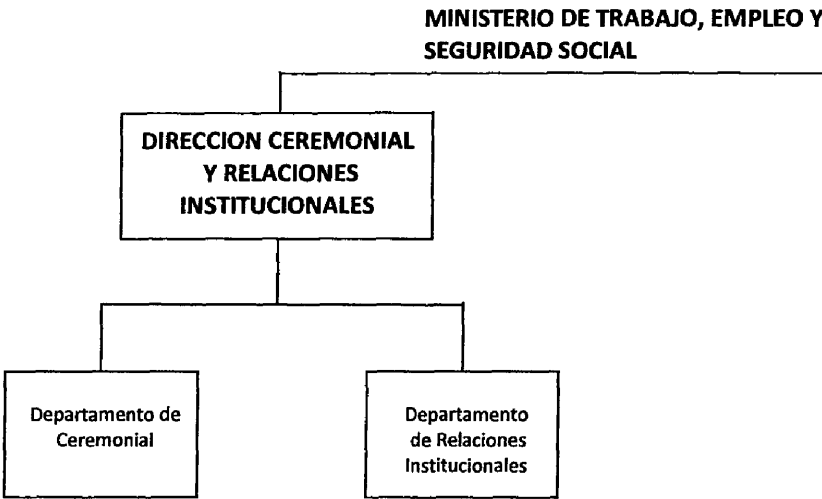 MINISTERIO DE TRABAJO, EMPLEO Y
SEGURIDAD SOCIAL
DIRECCION CEREMONIAL
Y RELACIONES
INSTITUCIONALES
Departamento de
Ceremonial
Departamento
de Relaciones
Institucionales